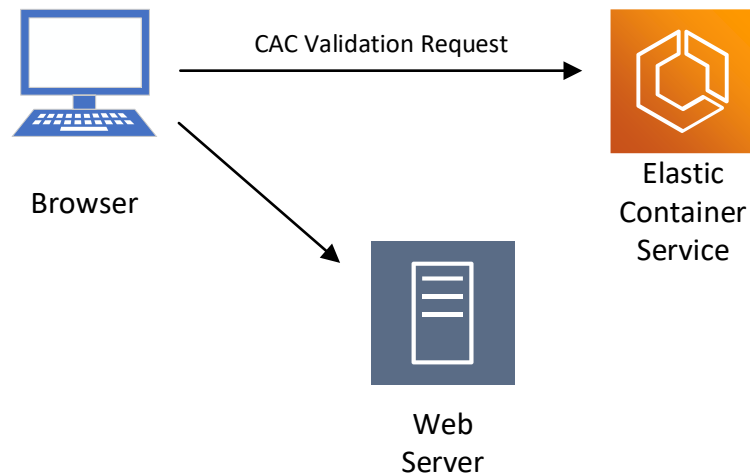 CAC Validation Request
Browser
Elastic
Container
Service
Web
Server